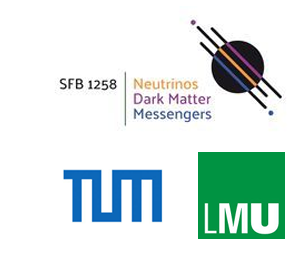 SFB 1258
Neutrinos
Dark Matter
Messengers
TUM
LMU